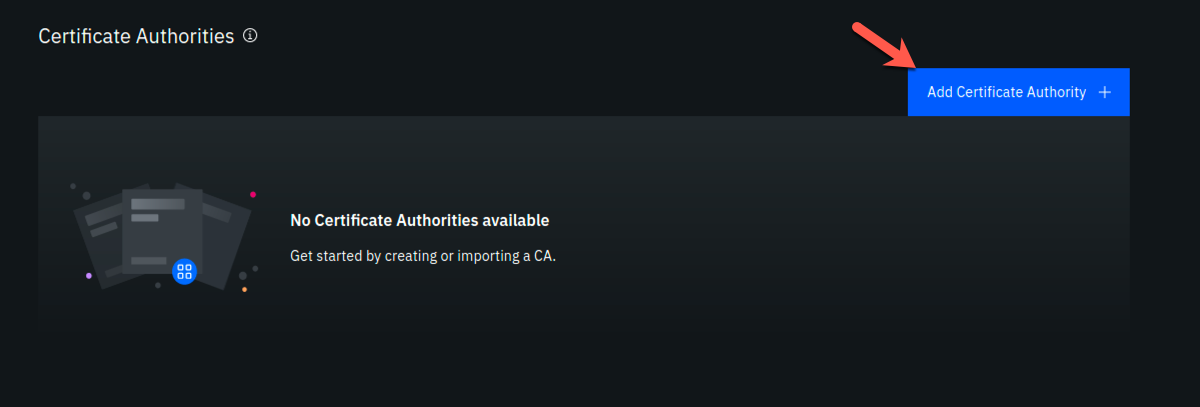 Certificate Authorities
Add Certificate Authority
No Certificate Authorities available
Get started by creating or importing a CA.